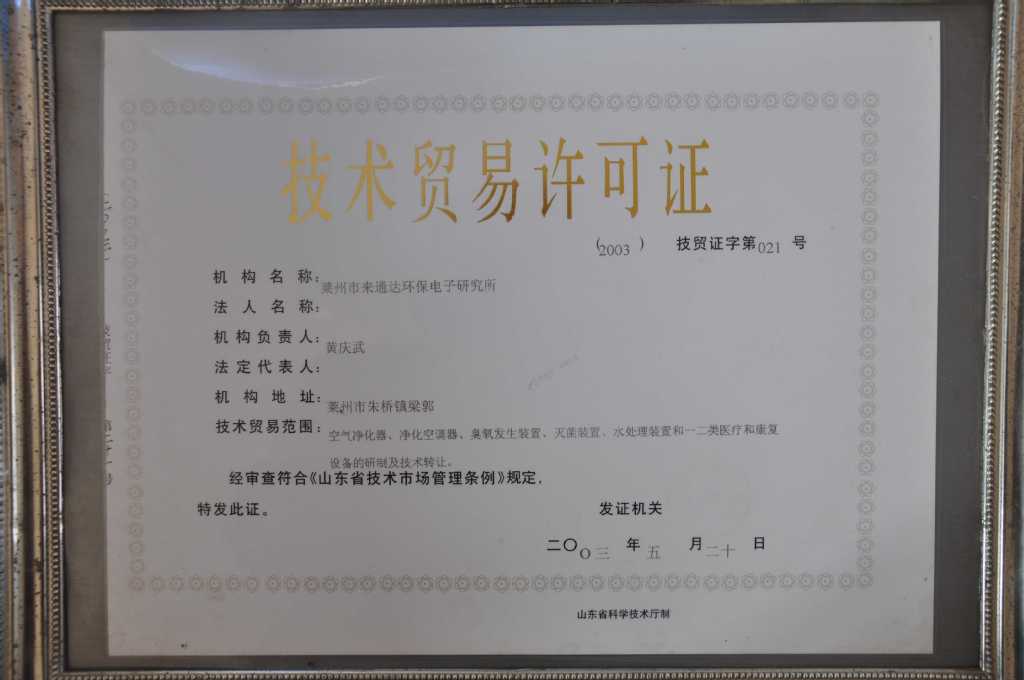 技术贸易许可证
(2003) 技贸证字第021号
机构名称：莱州市来通达环保电子研究所
法人名称：
机构负责人：黄庆武
法定代表人：
机构地址：莱州市朱桥镇梁郭
技术贸易范围：空气净化器、净化空调器、臭氧发生装置、灭菌装置、水处理装置和一二类医疗和康复
设备的研制及技术转让。
经审查符合《山东省技术市场管理条例》规定，
特发此证。
发证机关
二〇〇三年五月二十日
山东省科学技术厅制